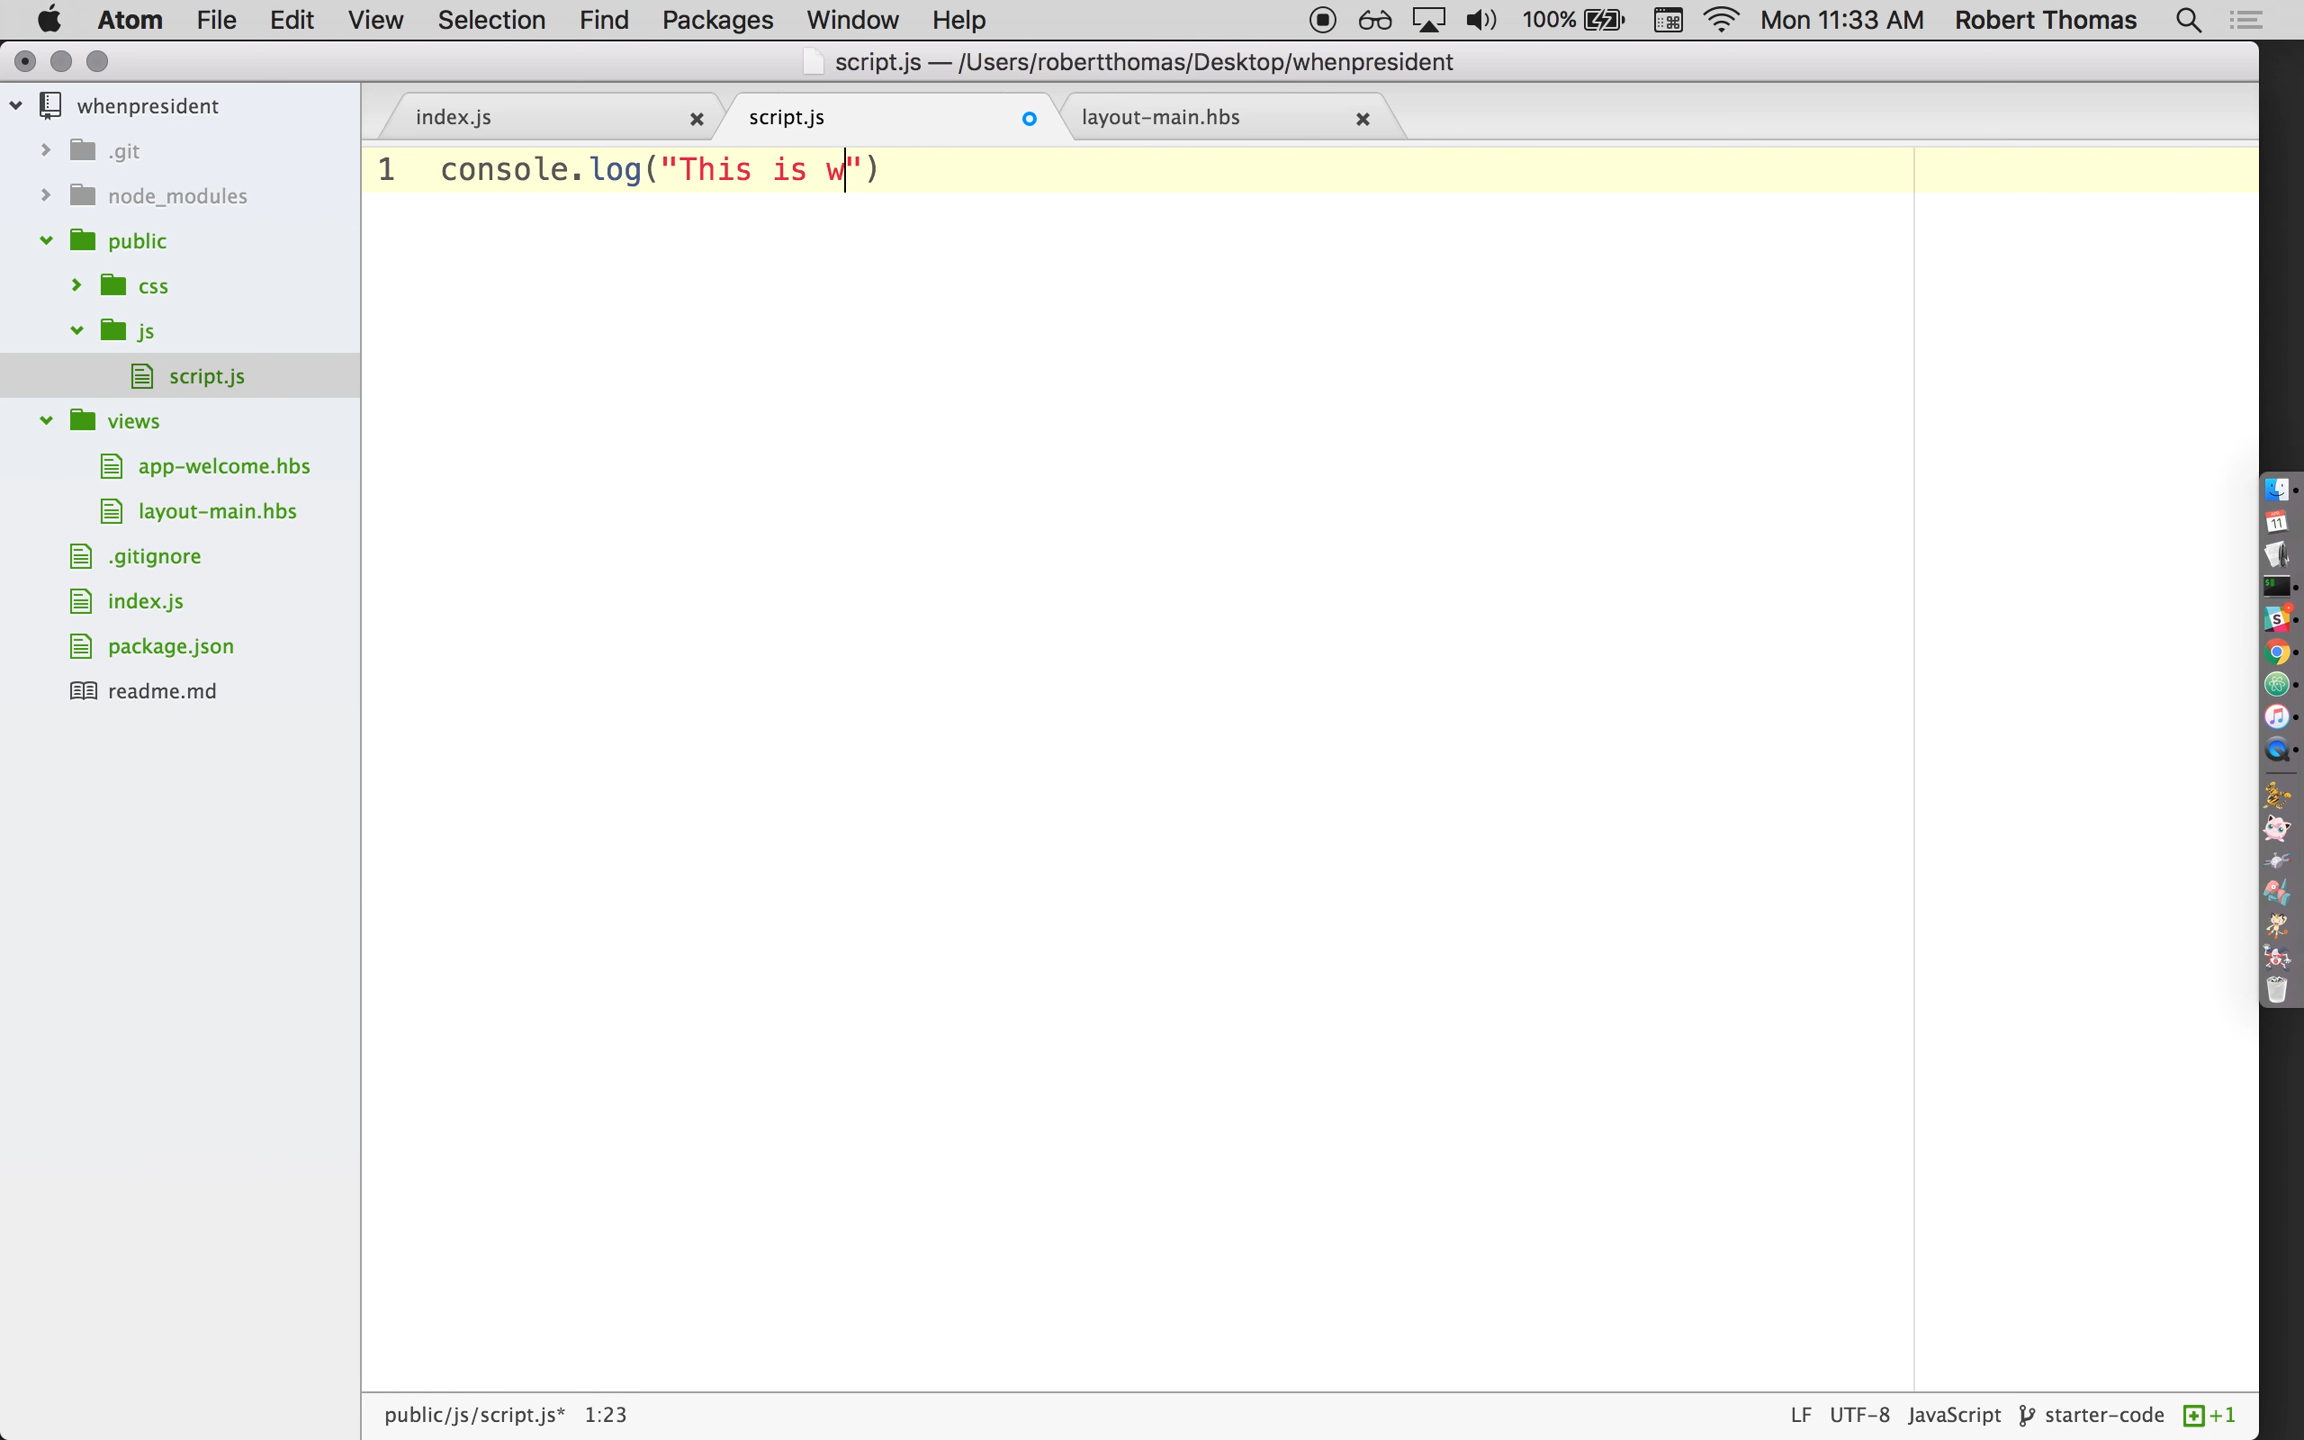 Atom File Edit View Selection Find Packages Window Help 100% Mon 11:33 AM Robert Thomas
script.js — /Users/robertthomas/Desktop/whenpresident
whenpresident
.git
node_modules
public
css
js
script.js
views
app-welcome.hbs
layout-main.hbs
.gitignore
index.js
package.json
readme.md
index.js script.js layout-main.hbs
1 console.log("This is w")
public/js/script.js* 1:23 LF UTF-8 JavaScript starter-code +1